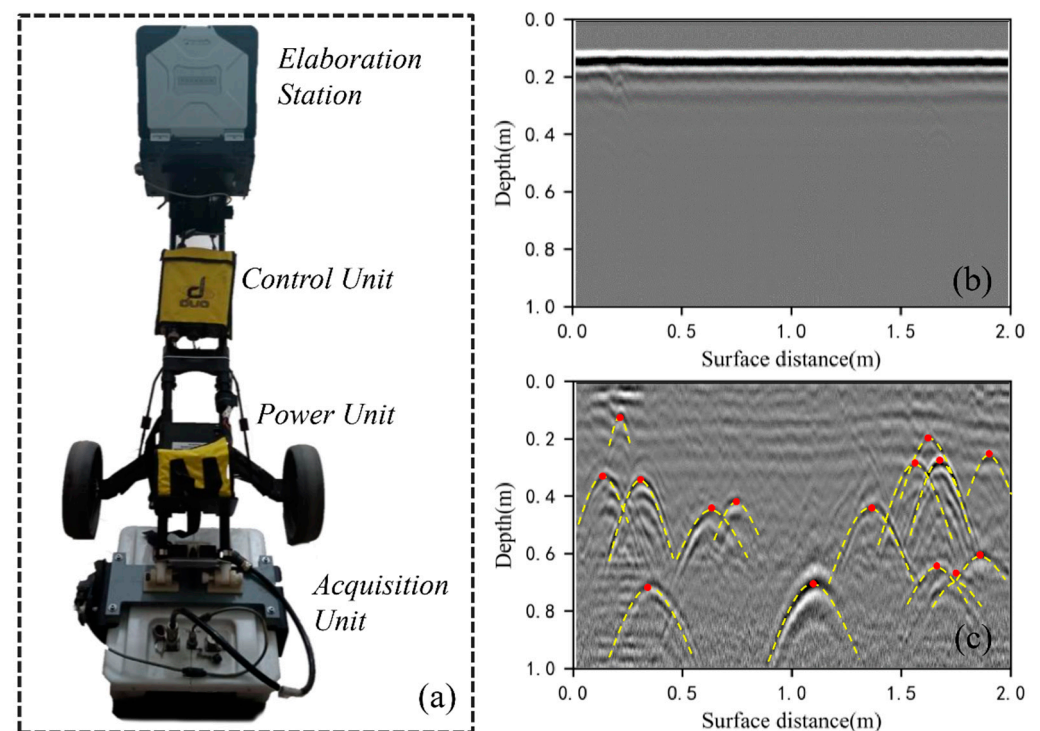 Elaboration
Station
Control Unit
duo
Power Unit
Acquisition
Unit
(a)
0.0
0.2
0.4
0.6
0.8
1.0
Depth(m)
(b)
0.0
0.5
1.0
1.5
2.0
Surface distance(m)
0.0
0.2
0.4
0.6
0.8
1.0
Depth(m)
(c)
0.0
0.5
1.0
1.5
2.0
Surface distance(m)